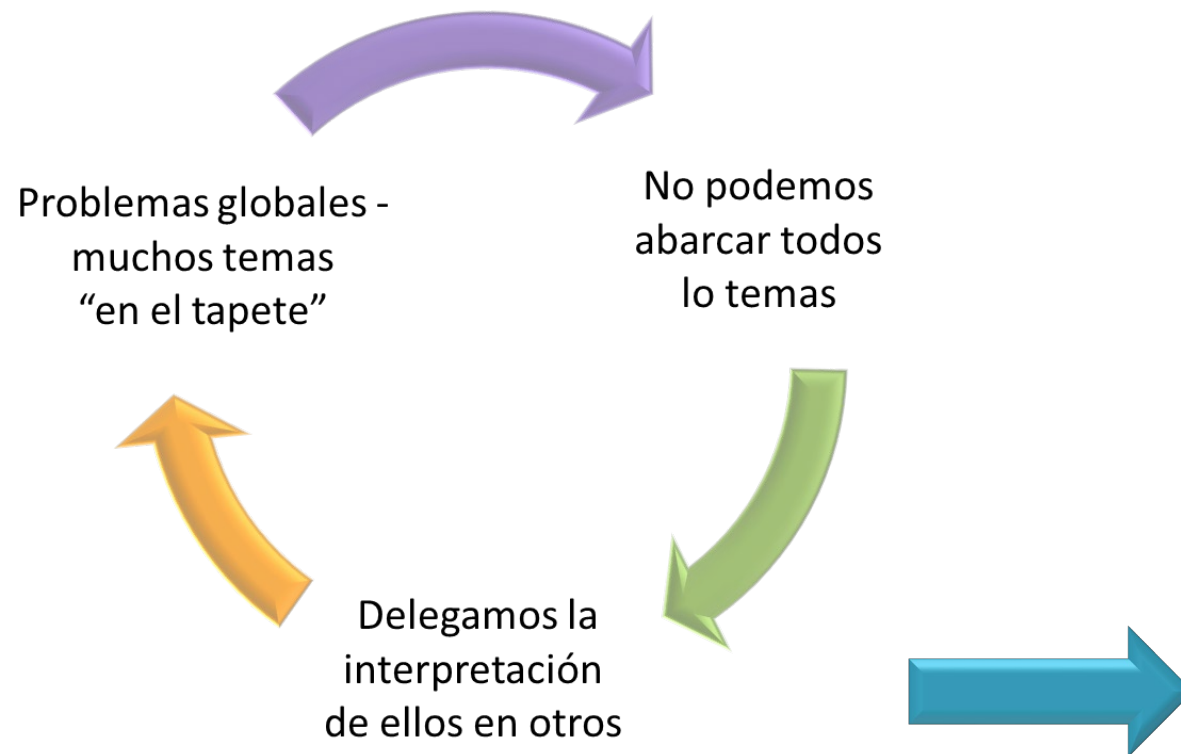 Problemas globales -
muchos temas
“en el tapete”
No podemos
abarcar todos
lo temas
Delegamos la
interpretación
de ellos en otros